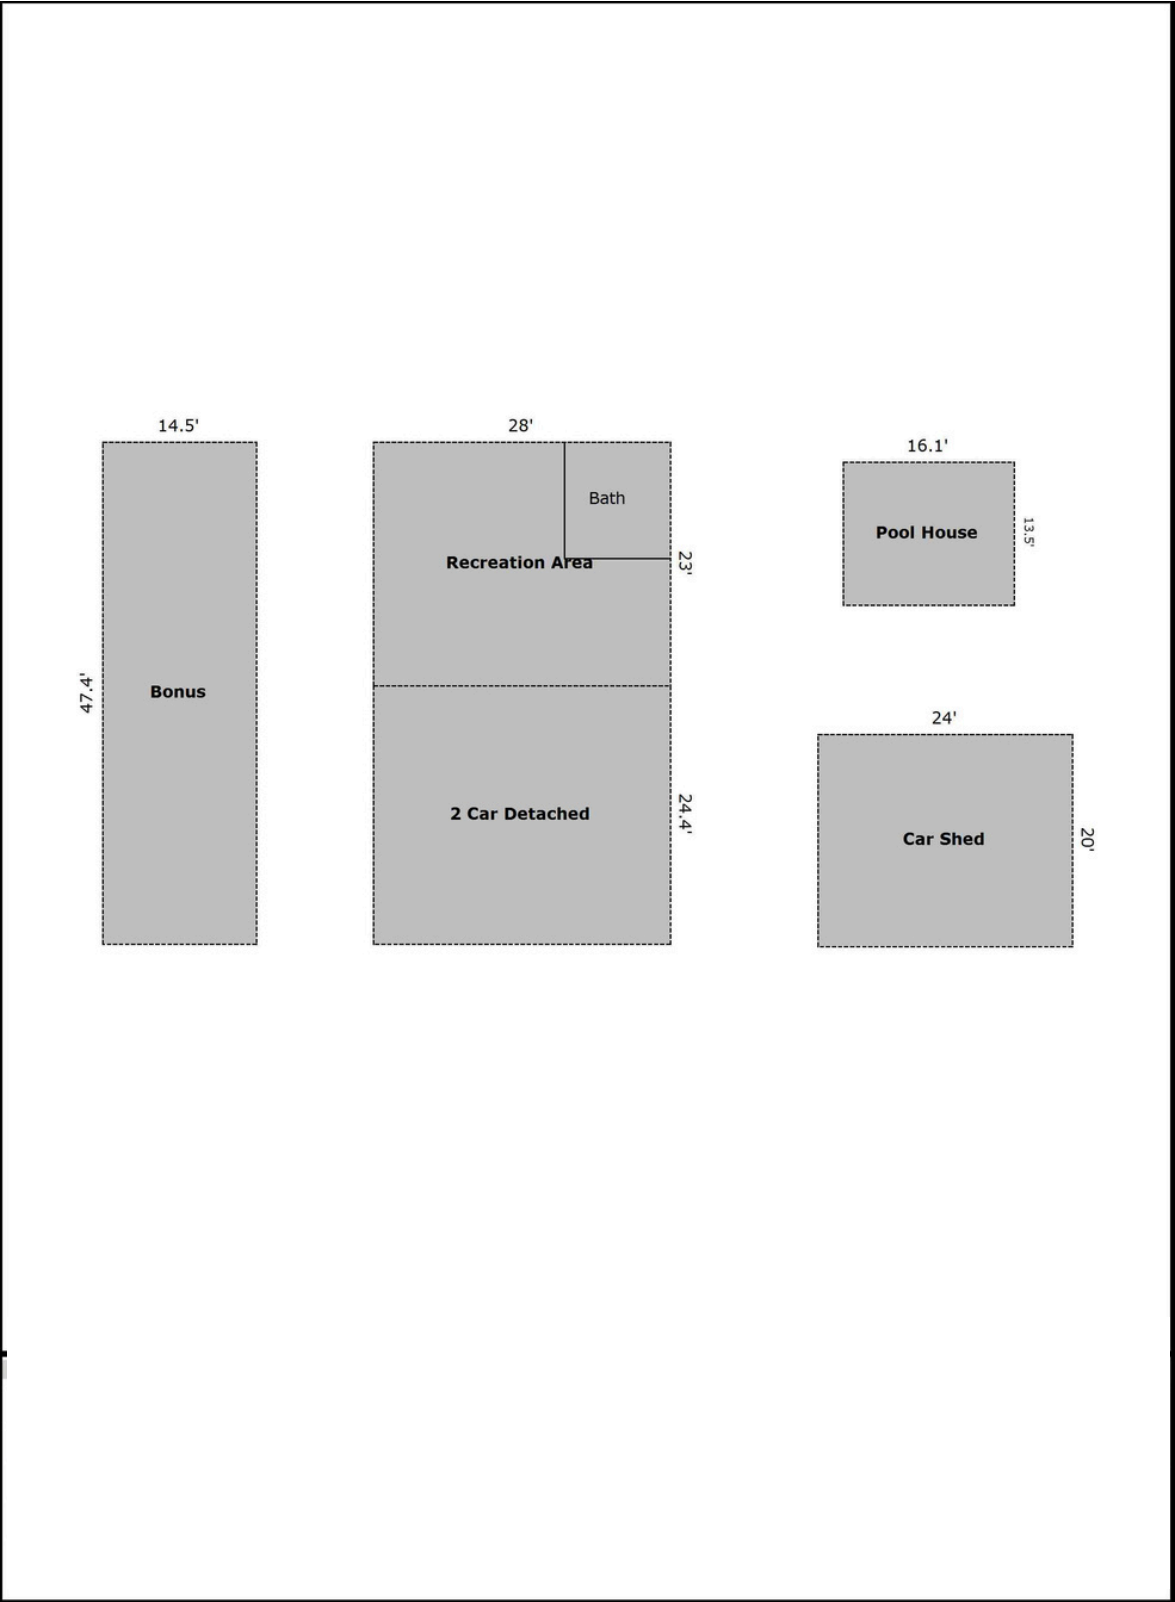 14.5'
28'
16.1'
Bath
Pool House
13.5'
Recreation Area
23'
47.4'
Bonus
24'
2 Car Detached
24.4'
Car Shed
20'